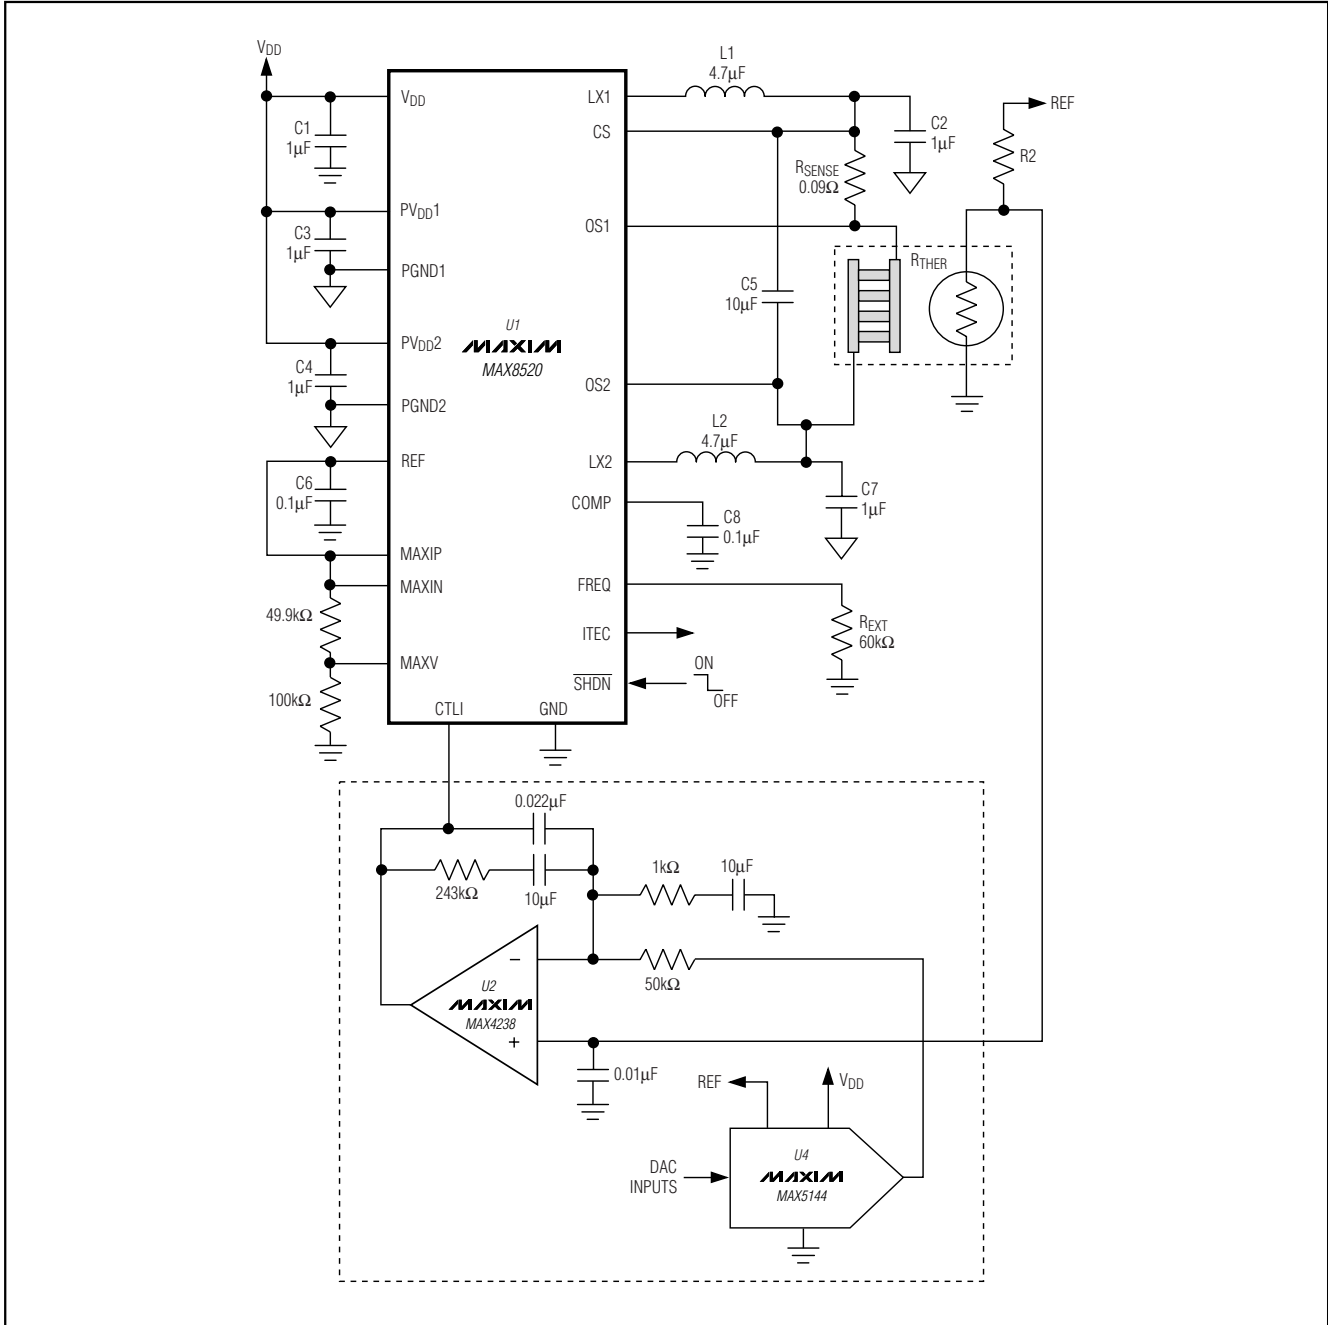 VDD
C1
1µF
C3
1µF
C4
1µF
C6
0.1µF
49.9kΩ
100kΩ
VDD
PVDD1
PGND1
PVDD2
PGND2
REF
MAXIP
MAXIN
MAXV
CTLI
GND
U1
MAXIM
MAX8520
LX1
CS
OS1
OS2
LX2
COMP
FREQ
ITEC
SHDN
L1
4.7µF
C2
1µF
RSENSE
0.09Ω
C5
10µF
RTHER
REF
R2
L2
4.7µF
C7
1µF
C8
0.1µF
REXT
60kΩ
ON
OFF
0.022µF
243kΩ
10µF
1kΩ
10µF
50kΩ
U2
MAXIM
MAX4238
−
+
0.01µF
REF
VDD
DAC
INPUTS
U4
MAXIM
MAX5144